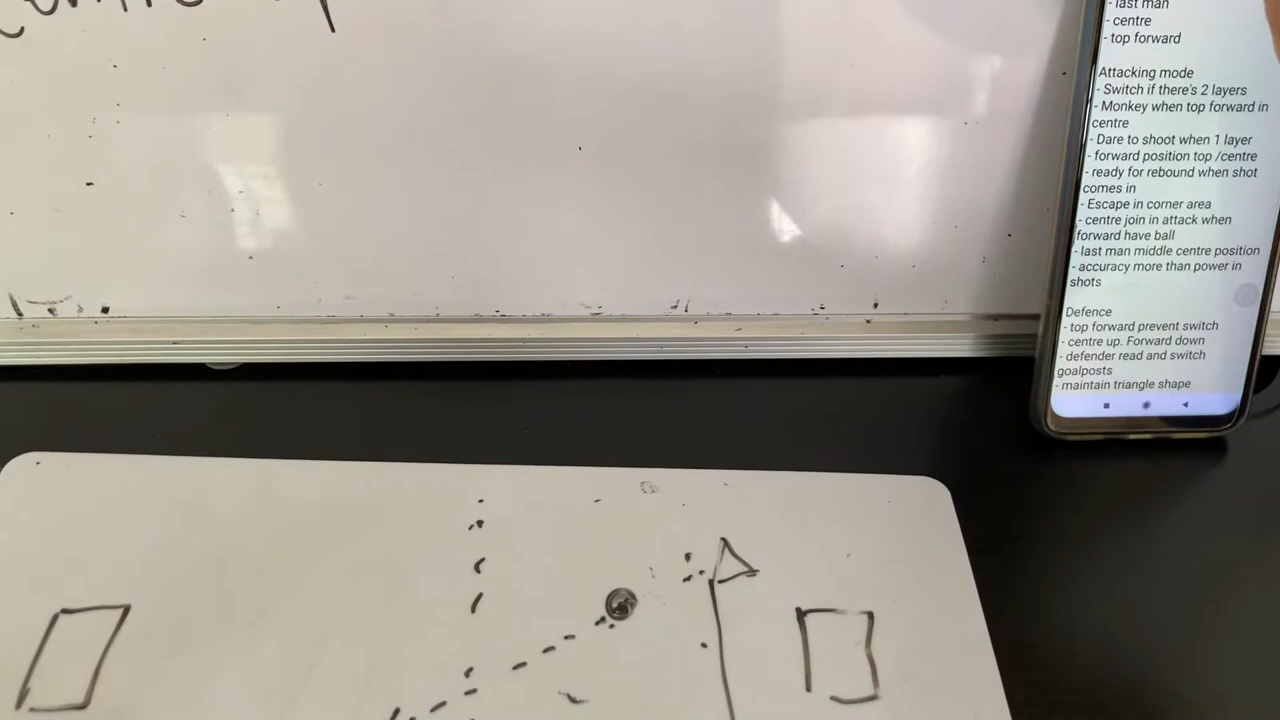 - last man
- centre
- top forward
Attacking mode
- Switch if there's 2 layers
- Monkey when top forward in
centre
- Dare to shoot when 1 layer
- forward position top /centre
- ready for rebound when shot
comes in
- Escape in corner area
- centre join in attack when
forward have ball
- last man middle centre position
- accuracy more than power in
shots
Defence
- top forward prevent switch
- centre up. Forward down
- defender read and switch
goalposts
- maintain triangle shape